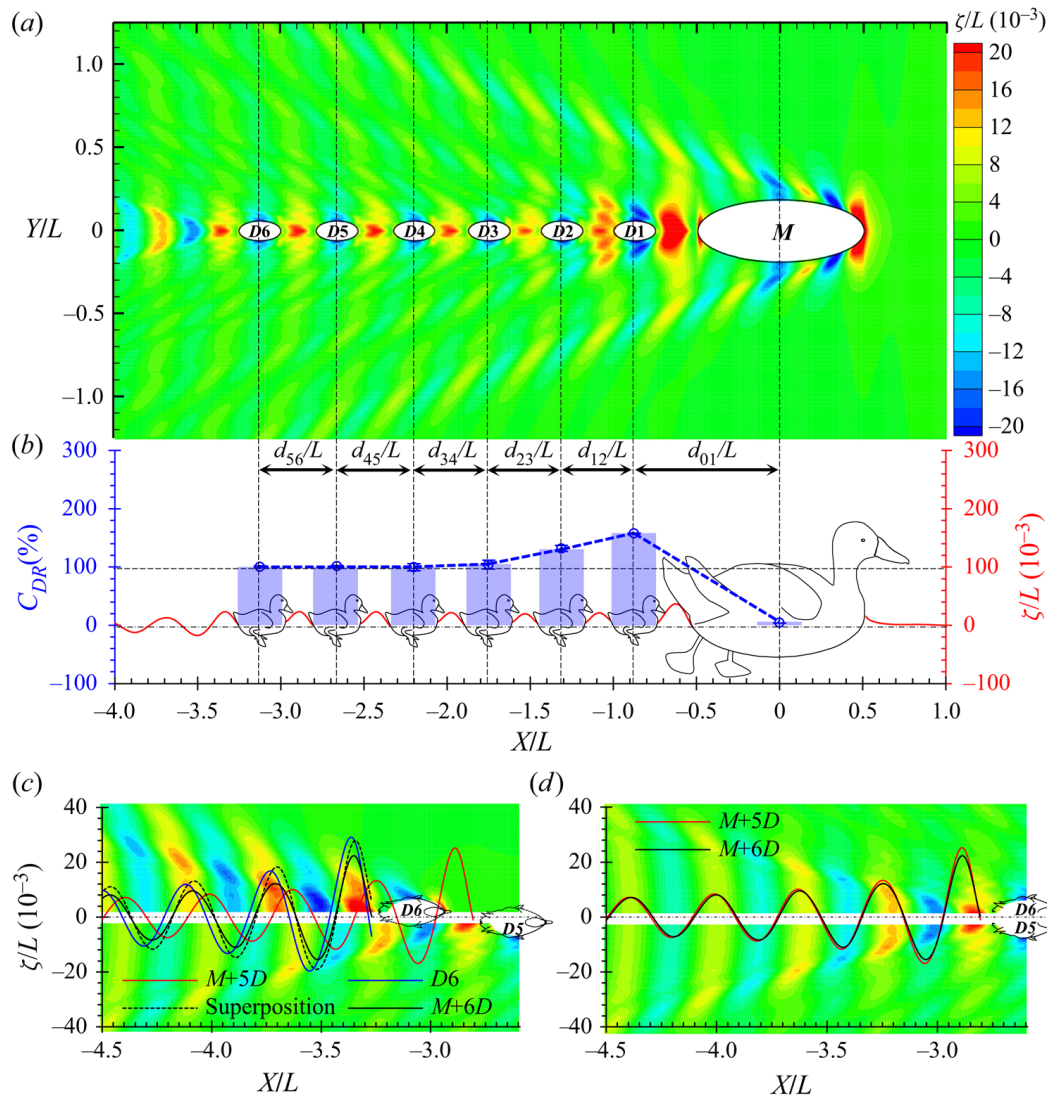 (a)
ζ/L (10⁻³)
1.0
0.5
0
−0.5
−1.0
Y/L
D6 D5 D4 D3 D2 D1 M
20
16
12
8
4
0
−4
−8
−12
−16
−20
(b)
d₅₆/L d₄₅/L d₃₄/L d₂₃/L d₁₂/L d₀₁/L
300
200
100
0
−100
C_DR(%)
300
200
100
0
−100
ζ/L (10⁻³)
−4.0 −3.5 −3.0 −2.5 −2.0 −1.5 −1.0 −0.5 0 0.5 1.0
X/L
(c)
40
20
0
−20
−40
ζ/L (10⁻³)
D6
D5
M+5D D6
Superposition M+6D
−4.5 −4.0 −3.5 −3.0
X/L
(d)
40
20
0
−20
−40
M+5D
M+6D
D6
D5
−4.5 −4.0 −3.5 −3.0
X/L